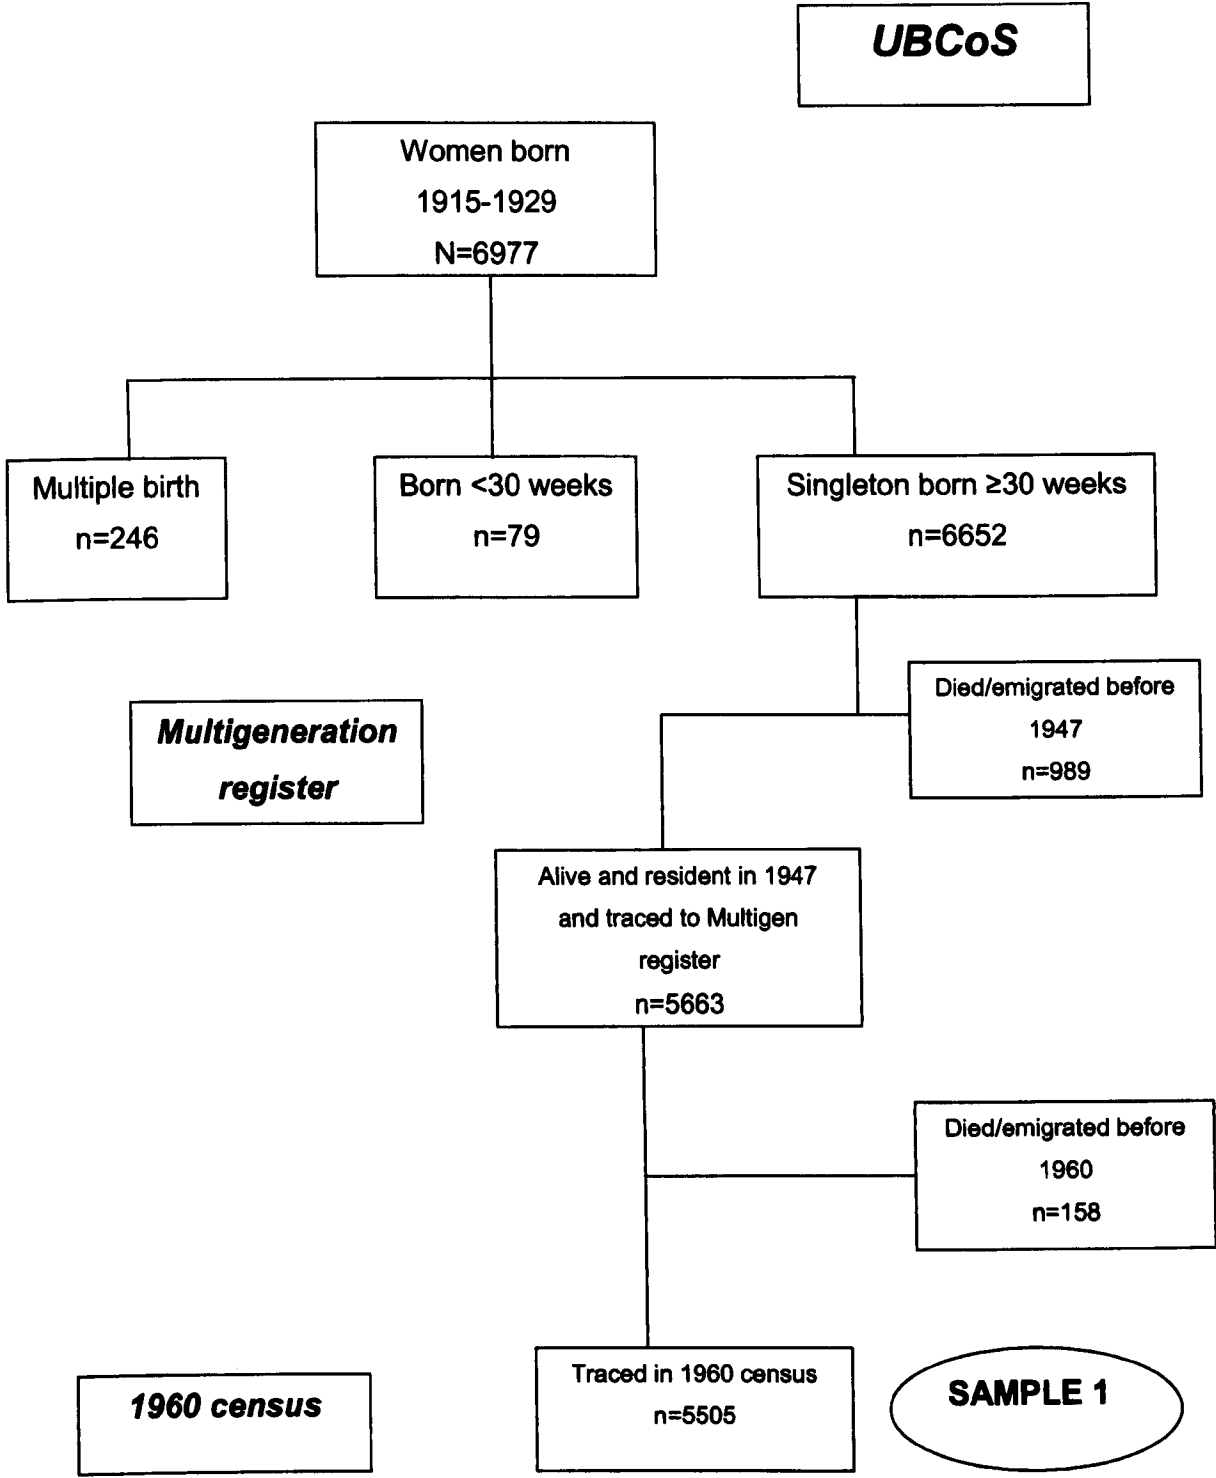 UBCoS
Women born
1915-1929
N=6977
Multiple birth
n=246
Born <30 weeks
n=79
Singleton born ≥30 weeks
n=6652
Died/emigrated before
1947
n=989
Multigeneration
register
Alive and resident in 1947
and traced to Multigen
register
n=5663
Died/emigrated before
1960
n=158
1960 census
Traced in 1960 census
n=5505
SAMPLE 1